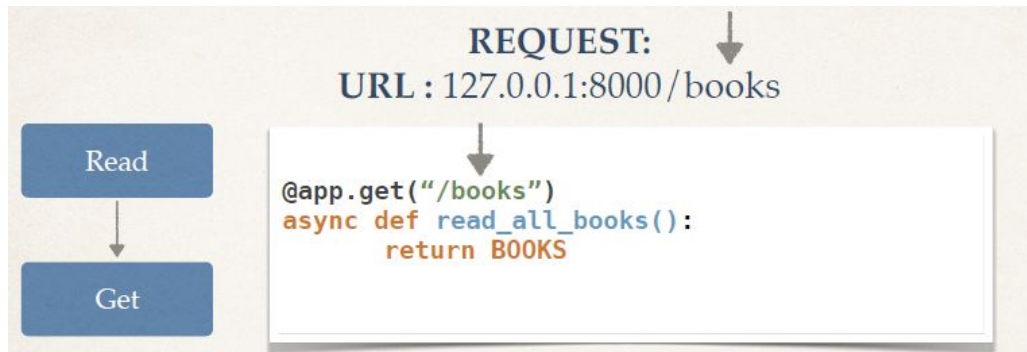 REQUEST:
URL : 127.0.0.1:8000/books
Read
Get
@app.get(“/books”)
async def read_all_books():
return BOOKS